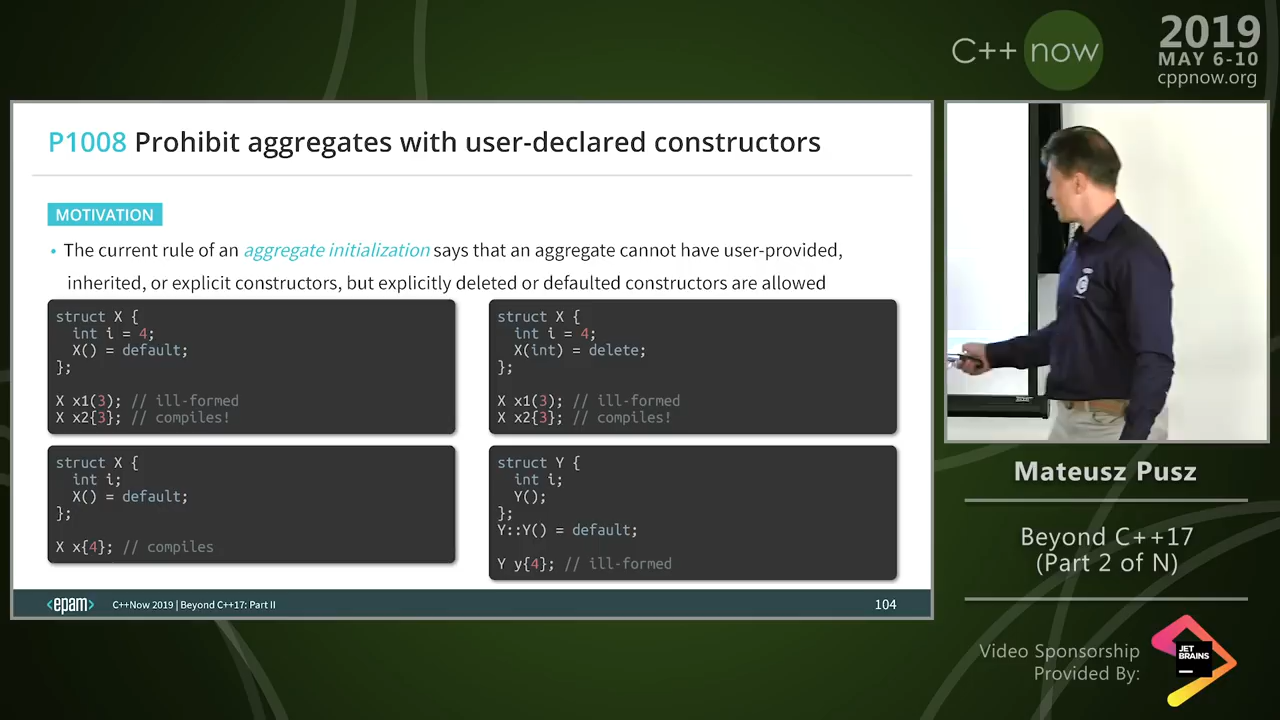 C++ now
2019
MAY 6-10
cppnow.org
P1008 Prohibit aggregates with user-declared constructors
MOTIVATION
• The current rule of an aggregate initialization says that an aggregate cannot have user-provided,
inherited, or explicit constructors, but explicitly deleted or defaulted constructors are allowed
struct X {
  int i = 4;
  X() = default;
};

X x1(3); // ill-formed
X x2{3}; // compiles!
struct X {
  int i = 4;
  X(int) = delete;
};

X x1(3); // ill-formed
X x2{3}; // compiles!
struct X {
  int i;
  X() = default;
};

X x{4}; // compiles
struct Y {
  int i;
  Y();
};
Y::Y() = default;

Y y{4}; // ill-formed
<epam>
C++Now 2019 | Beyond C++17: Part II
104
Mateusz Pusz
Beyond C++17
(Part 2 of N)
Video Sponsorship
Provided By:
JET
BRAINS